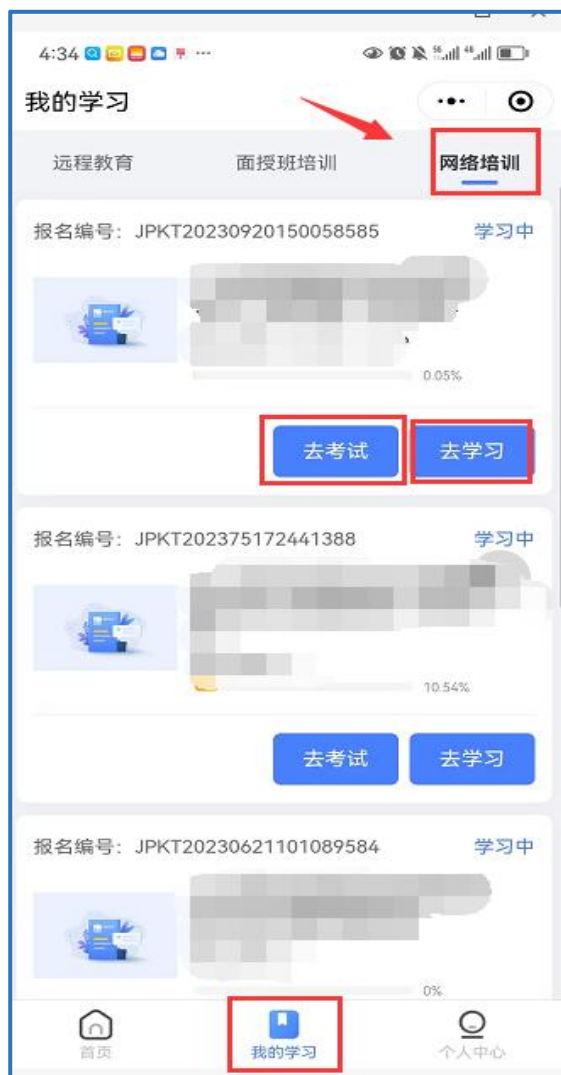 4:34
我的学习
远程教育 面授班培训 网络培训
报名编号：JPKT20230920150058585 学习中
0.05%
去考试 去学习
报名编号：JPKT202375172441388 学习中
10.54%
去考试 去学习
报名编号：JPKT20230621101089584 学习中
0%
首页 我的学习 个人中心